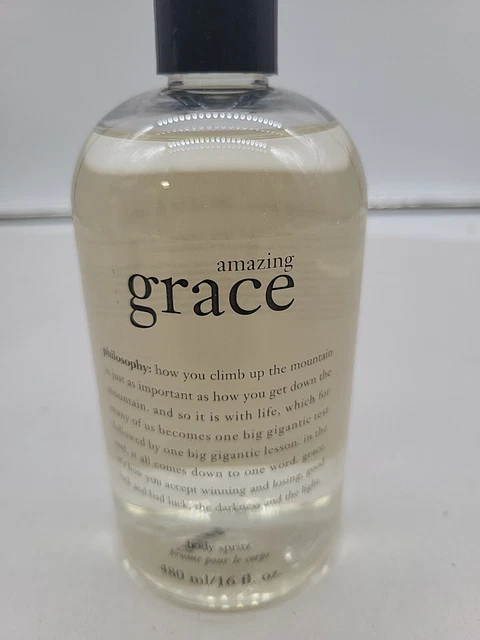 amazing
grace
philosophy: how you climb up the mountain
is just as important as how you get down the
mountain. and so it is with life, which for
many of us becomes one big gigantic test
followed by one big gigantic lesson. in the
end, it all comes down to one word. grace.
it's how you accept winning and losing, good
luck and bad luck, the darkness and the light.
body spritz
brume pour le corps
480 ml/16 fl. oz.